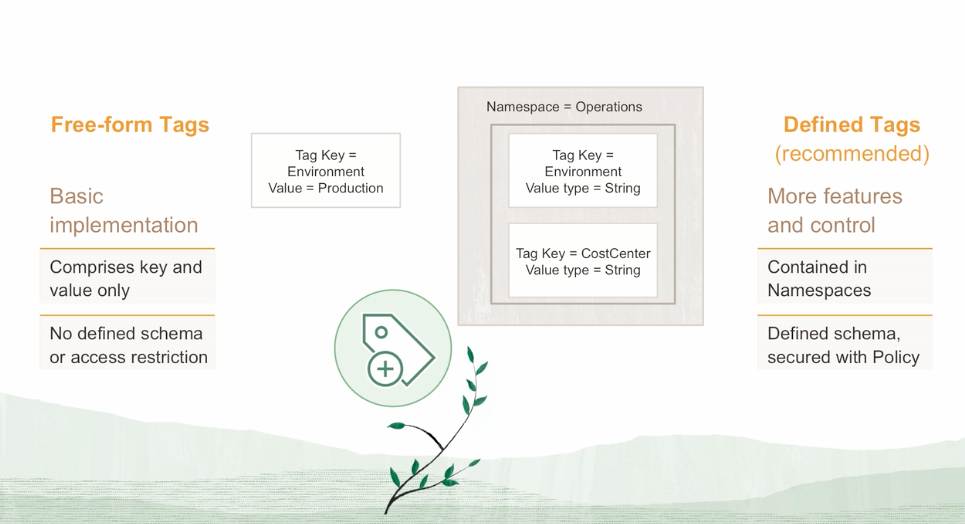 Free-form Tags
Basic
implementation
Comprises key and
value only
No defined schema
or access restriction
Tag Key =
Environment
Value = Production
Namespace = Operations
Tag Key =
Environment
Value type = String
Tag Key = CostCenter
Value type = String
Defined Tags
(recommended)
More features
and control
Contained in
Namespaces
Defined schema,
secured with Policy